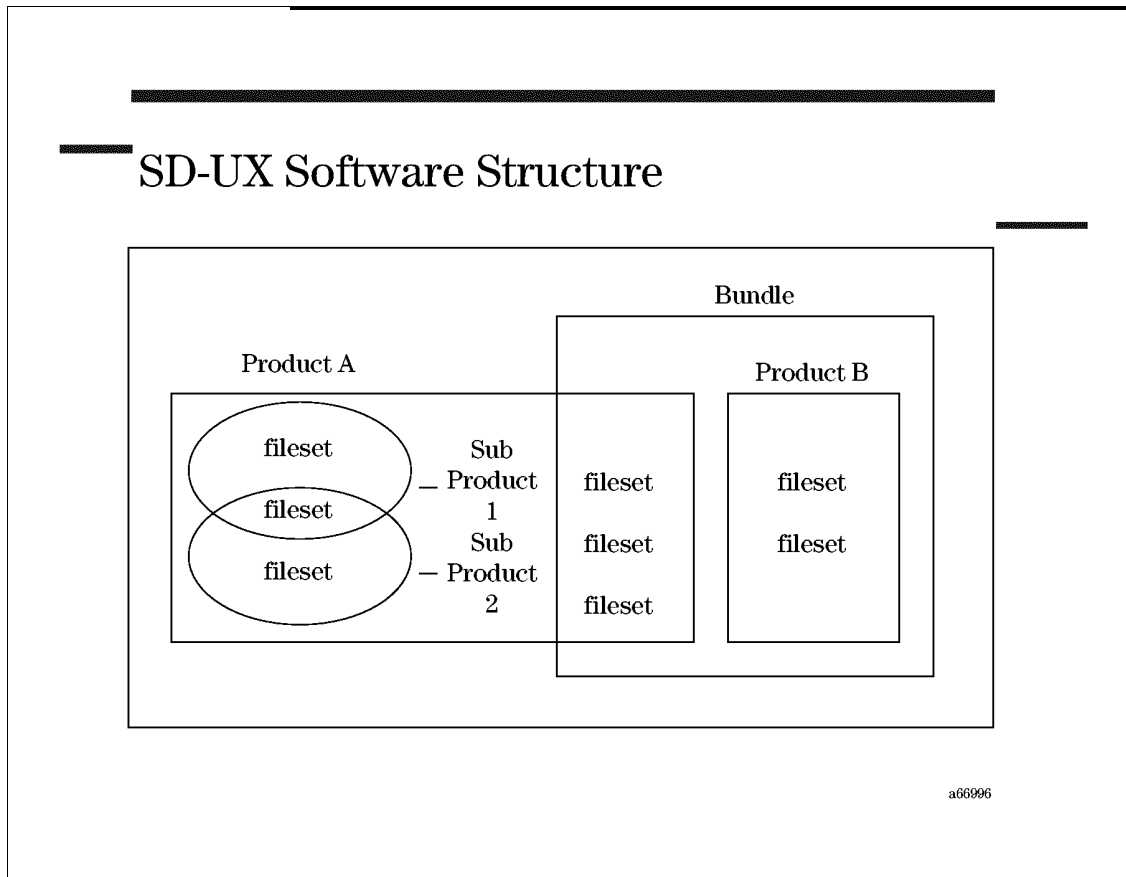 SD-UX Software Structure
Bundle
Product A
Product B
fileset
fileset
fileset
Sub
Product
1
Sub
Product
2
fileset
fileset
fileset
fileset
fileset
a66996